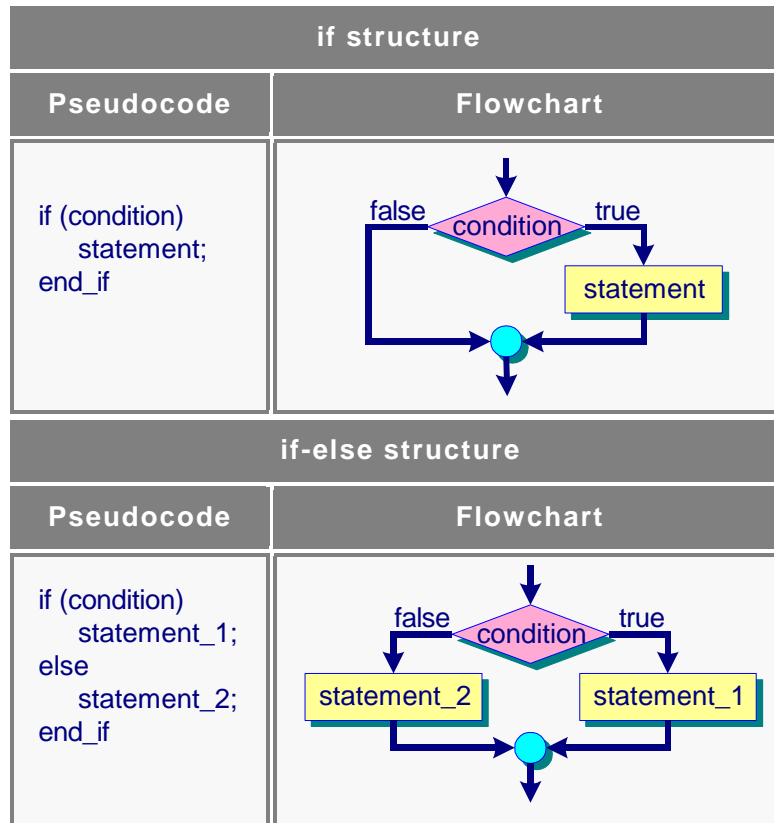 if structure
Pseudocode
Flowchart
if (condition)
statement;
end_if
false
condition
true
statement
if-else structure
Pseudocode
Flowchart
if (condition)
statement_1;
else
statement_2;
end_if
false
condition
true
statement_2
statement_1